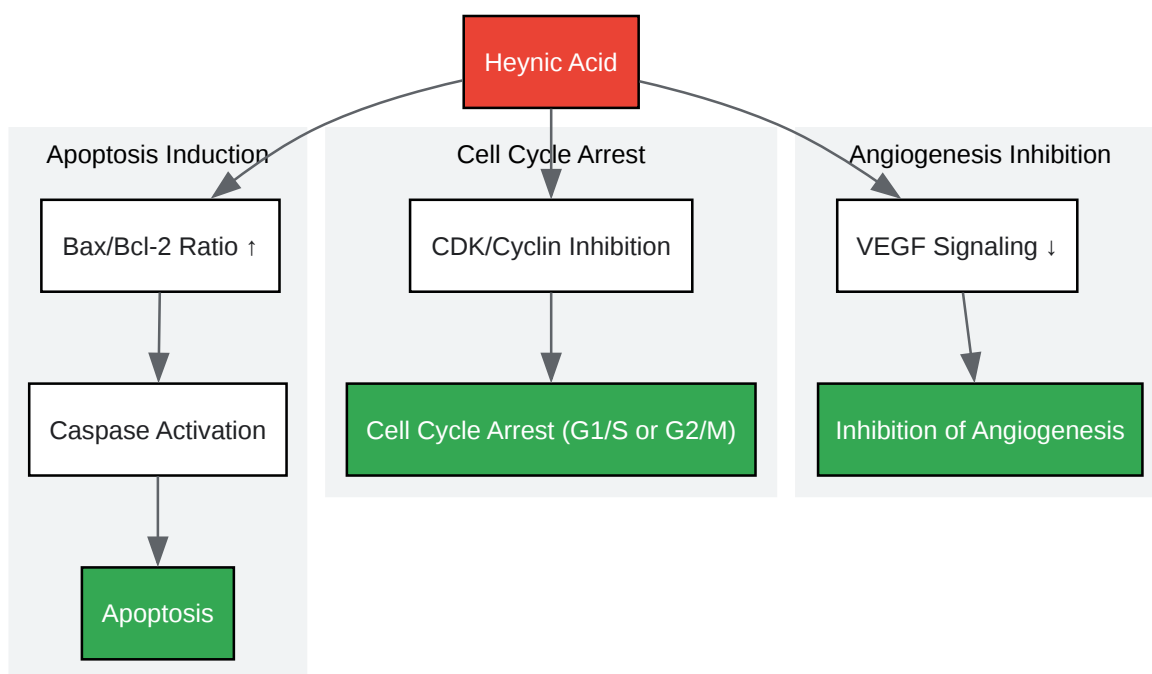 Heynic Acid
Apoptosis Induction
Cell Cycle Arrest
Angiogenesis Inhibition
Bax/Bcl-2 Ratio ↑
CDK/Cyclin Inhibition
VEGF Signaling ↓
Caspase Activation
Cell Cycle Arrest (G1/S or G2/M)
Inhibition of Angiogenesis
Apoptosis